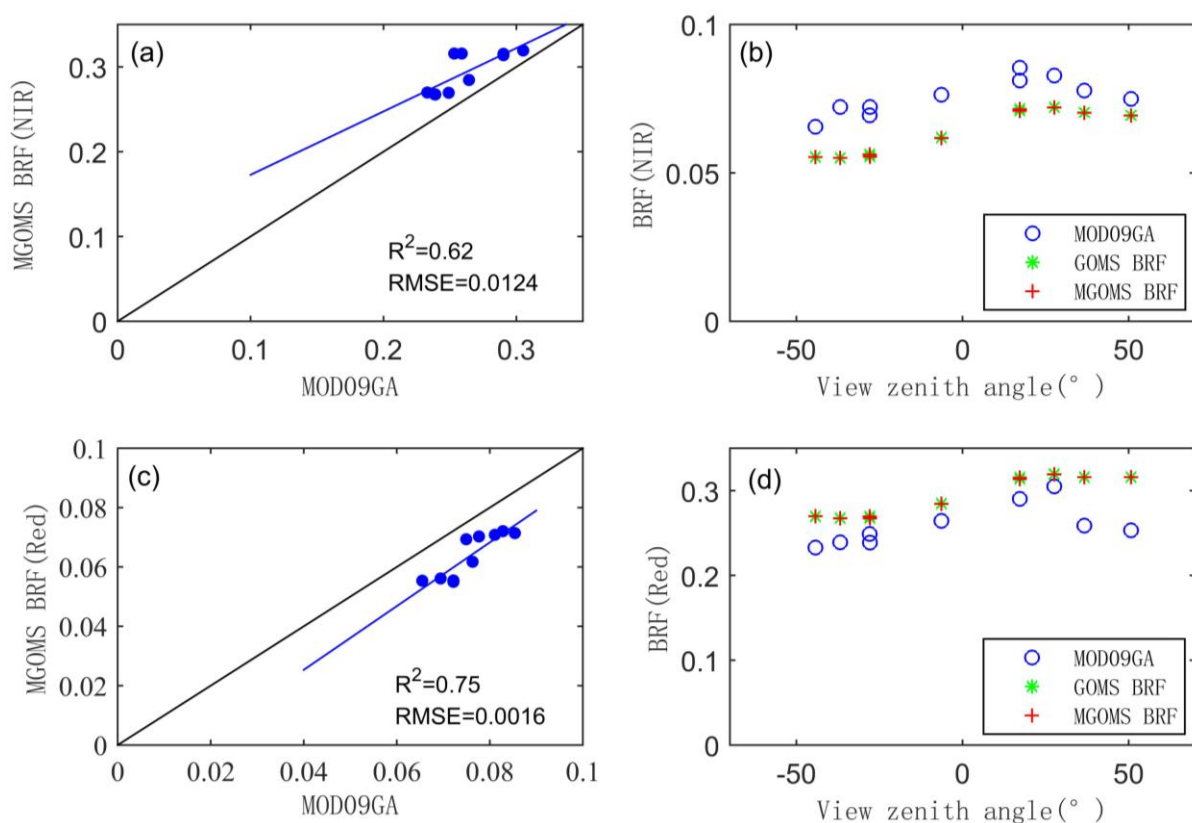 (a)
MGOMS BRF(NIR)
0.3
0.2
0.1
0
R²=0.62
RMSE=0.0124
0 0.1 0.2 0.3
MOD09GA
(b)
BRF(NIR)
0.1
0.05
0
MOD09GA
GOMS BRF
MGOMS BRF
-50 0 50
View zenith angle(° )
(c)
MGOMS BRF(Red)
0.1
0.08
0.06
0.04
0.02
0
R²=0.75
RMSE=0.0016
0 0.02 0.04 0.06 0.08 0.1
MOD09GA
(d)
BRF(Red)
0.3
0.2
0.1
0
MOD09GA
GOMS BRF
MGOMS BRF
-50 0 50
View zenith angle(° )